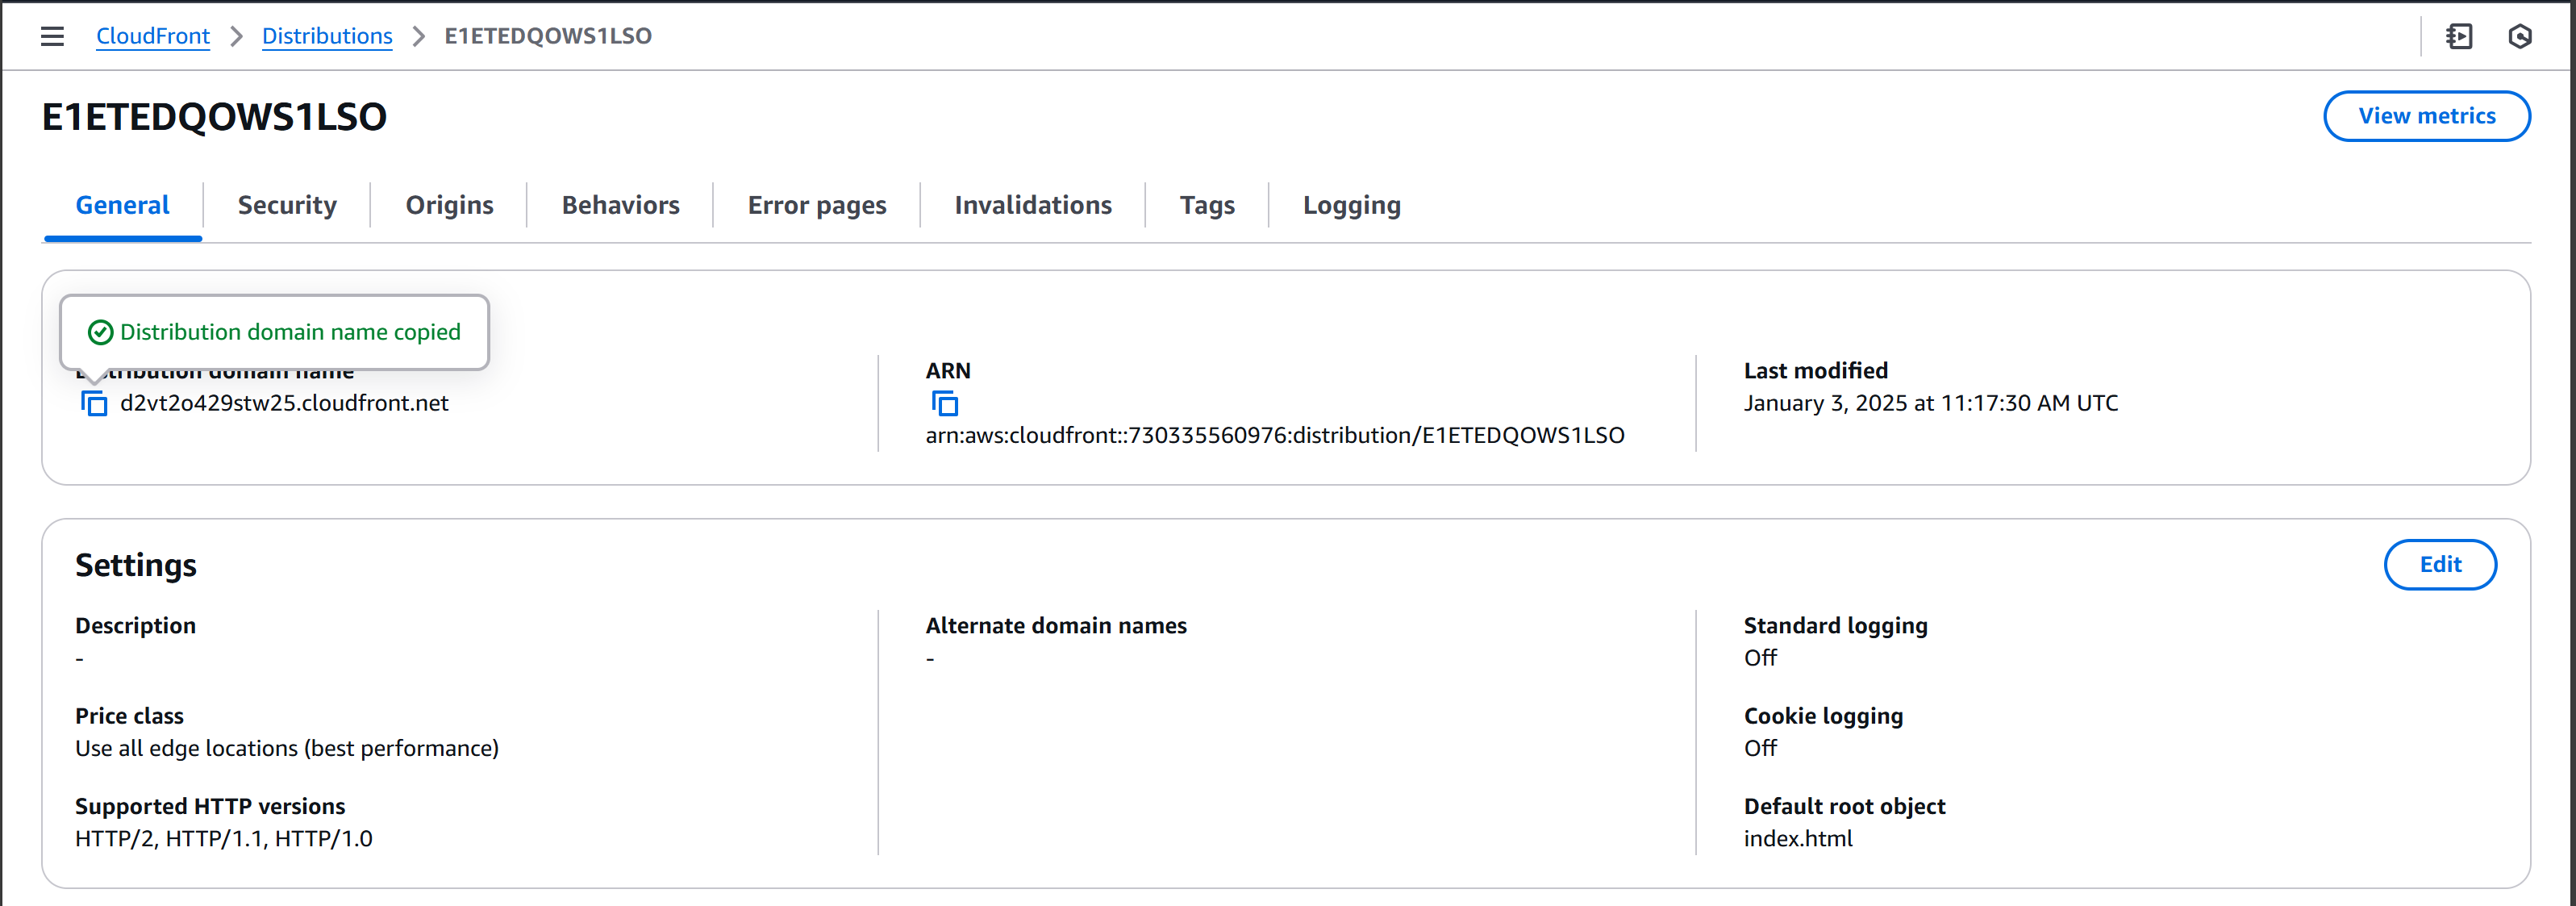 CloudFront > Distributions > E1ETEDQOWS1LSO
E1ETEDQOWS1LSO
View metrics
General Security Origins Behaviors Error pages Invalidations Tags Logging
Distribution domain name copied
Distribution domain name
d2vt2o429stw25.cloudfront.net
ARN
arn:aws:cloudfront::730335560976:distribution/E1ETEDQOWS1LSO
Last modified
January 3, 2025 at 11:17:30 AM UTC
Settings
Edit
Description
-
Price class
Use all edge locations (best performance)
Supported HTTP versions
HTTP/2, HTTP/1.1, HTTP/1.0
Alternate domain names
-
Standard logging
Off
Cookie logging
Off
Default root object
index.html